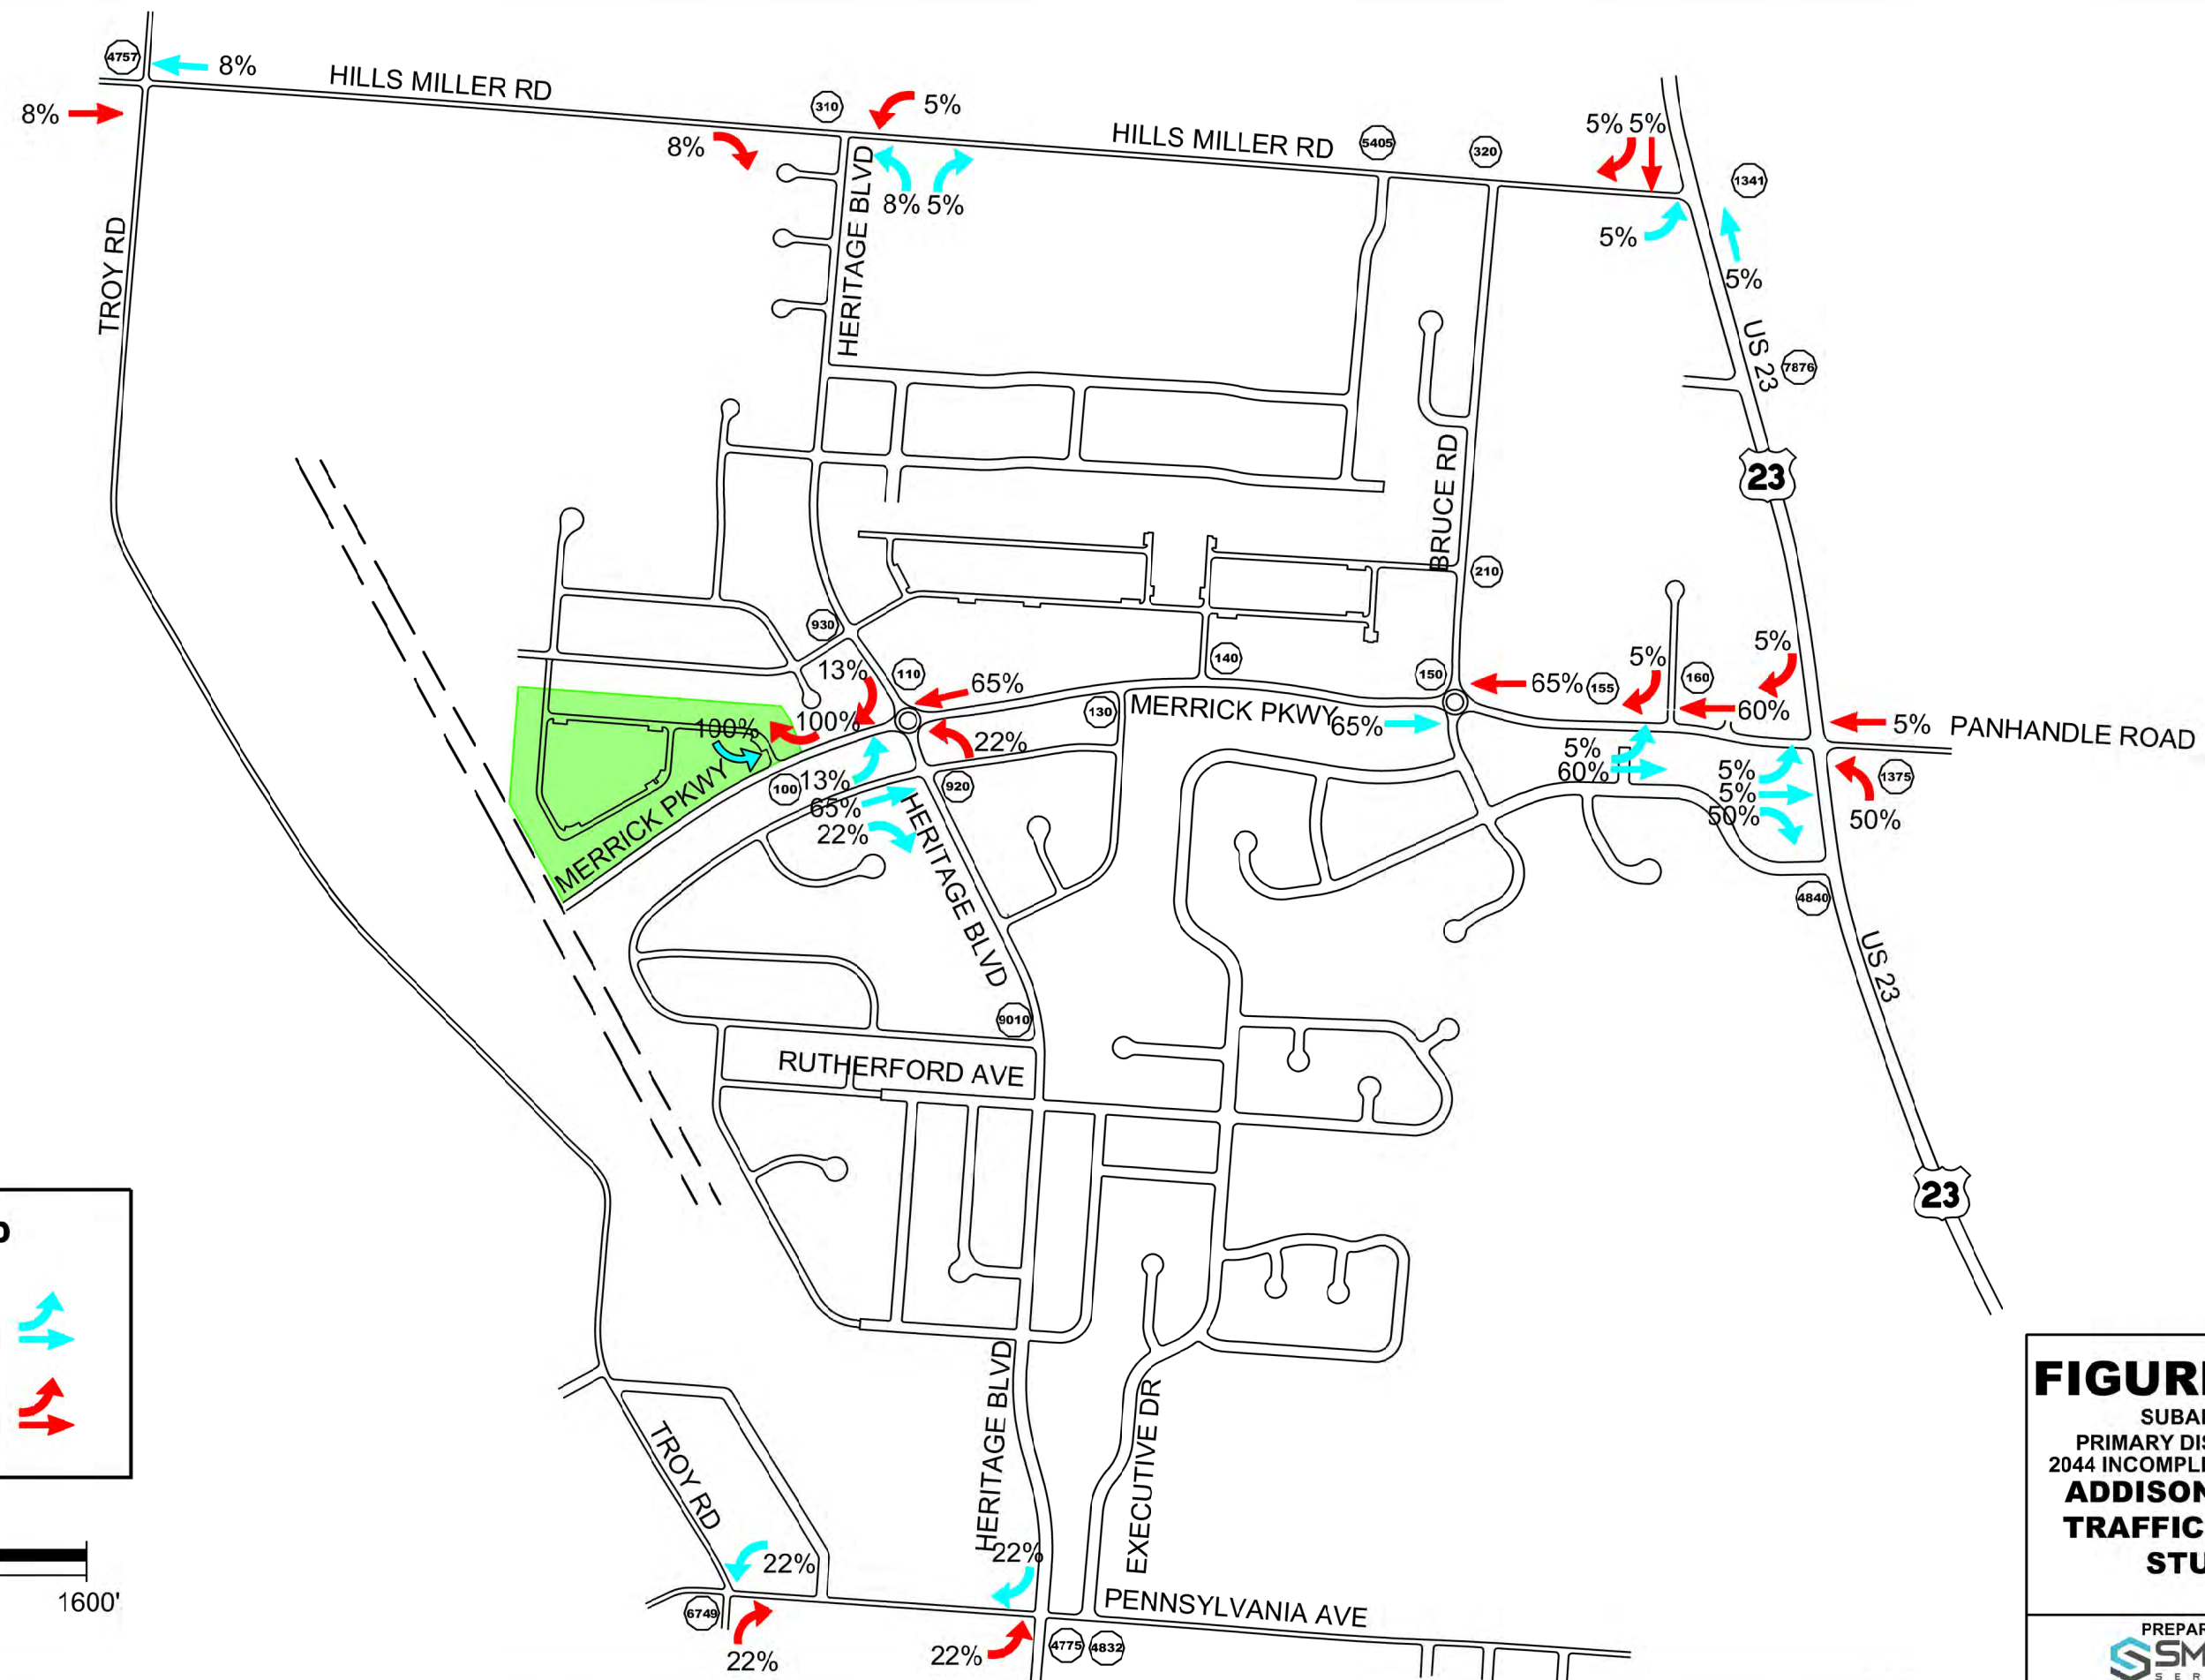 4757
8%
8%
HILLS MILLER RD
310
5%
8%
8% 5%
HILLS MILLER RD
5405
320
5% 5%
1341
5%
5%
TROY RD
HERITAGE BLVD
US 23
7876
23
BRUCE RD
210
930
13%
110
65%
140
150
65%
155
5%
160
5%
60%
5%
PANHANDLE ROAD
100%
100%
130
MERRICK PKWY
65%
22%
MERRICK PKWY
100
13%
65%
22%
920
5%
60%
5%
5%
50%
1375
50%
HERITAGE BLVD
4840
US 23
9010
RUTHERFORD AVE
23
TROY RD
HERITAGE BLVD
EXECUTIVE DR
22%
22%
PENNSYLVANIA AVE
6749
22%
22%
4775
4832
1600'
FIGUR
SUBA
PRIMARY DIS
2044 INCOMPL
ADDISON
TRAFFIC
STU
PREPAR
SM
SER